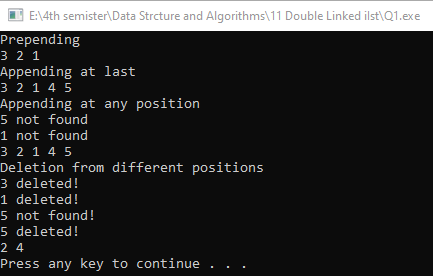 E:\4th semister\Data Strcture and Algorithms\11 Double Linked ilst\Q1.exe
Prepending
3 2 1
Appending at last
3 2 1 4 5
Appending at any position
5 not found
1 not found
3 2 1 4 5
Deletion from different positions
3 deleted!
1 deleted!
5 not found!
5 deleted!
2 4
Press any key to continue . . .